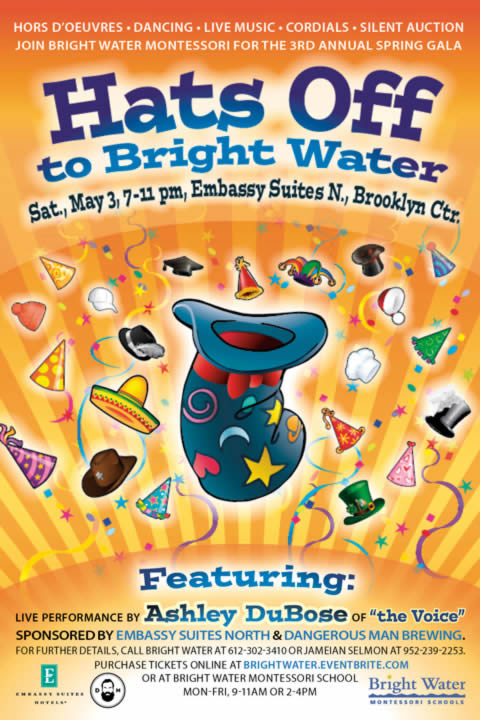 HORS D'OEUVRES • DANCING • LIVE MUSIC • CORDIALS • SILENT AUCTION
JOIN BRIGHT WATER MONTESSORI FOR THE 3RD ANNUAL SPRING GALA
Hats Off
to Bright Water
Sat., May 3, 7-11 pm, Embassy Suites N., Brooklyn Ctr.
Featuring:
LIVE PERFORMANCE BY Ashley DuBose OF "the Voice"
SPONSORED BY EMBASSY SUITES NORTH & DANGEROUS MAN BREWING.
FOR FURTHER DETAILS, CALL BRIGHT WATER AT 612-302-3410 OR JAMEIAN SELMON AT 952-239-2253.
PURCHASE TICKETS ONLINE AT BRIGHTWATER.EVENTBRITE.COM
OR AT BRIGHT WATER MONTESSORI SCHOOL
MON-FRI, 9-11AM OR 2-4PM
E
EMBASSY SUITES
HOTELS®
D M
Bright Water
MONTESSORI SCHOOLS